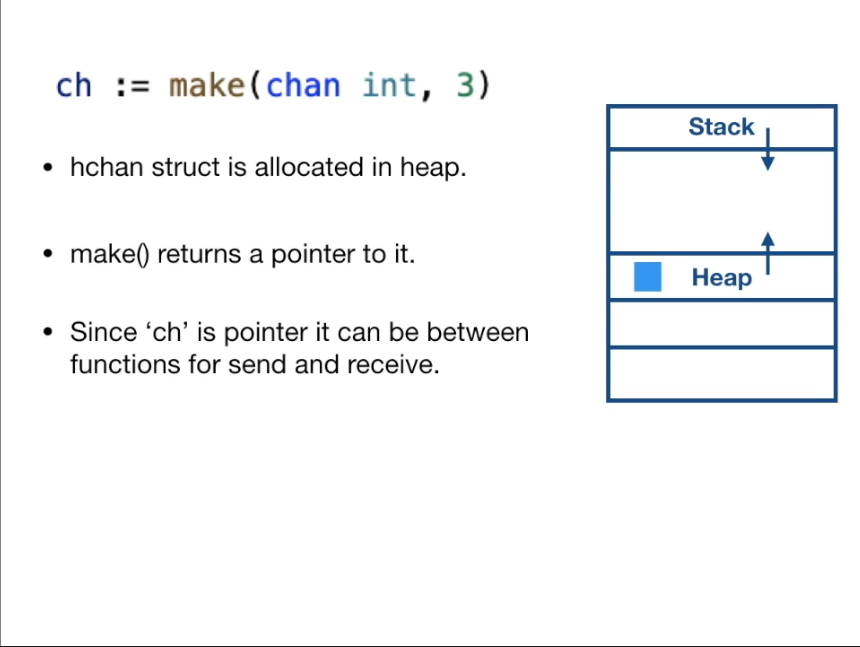 ch := make(chan int, 3)
• hchan struct is allocated in heap.
• make() returns a pointer to it.
• Since ‘ch’ is pointer it can be between
functions for send and receive.
Stack
Heap